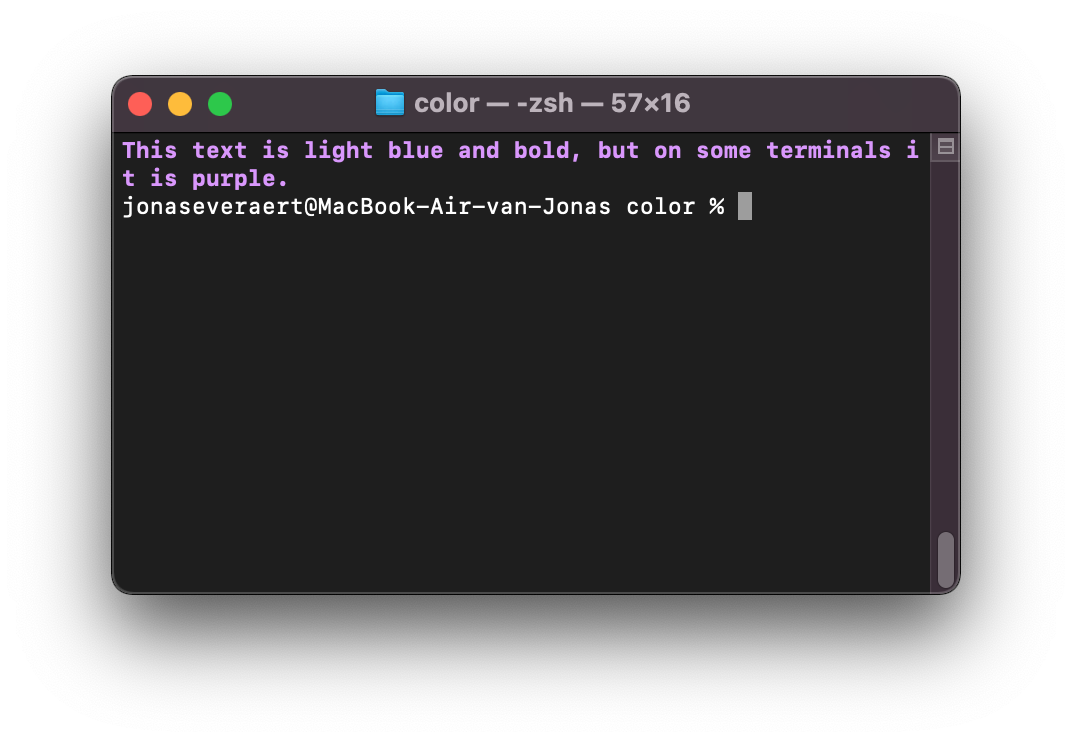 color — -zsh — 57×16
This text is light blue and bold, but on some terminals i
t is purple.
jonaseveraert@MacBook-Air-van-Jonas color %